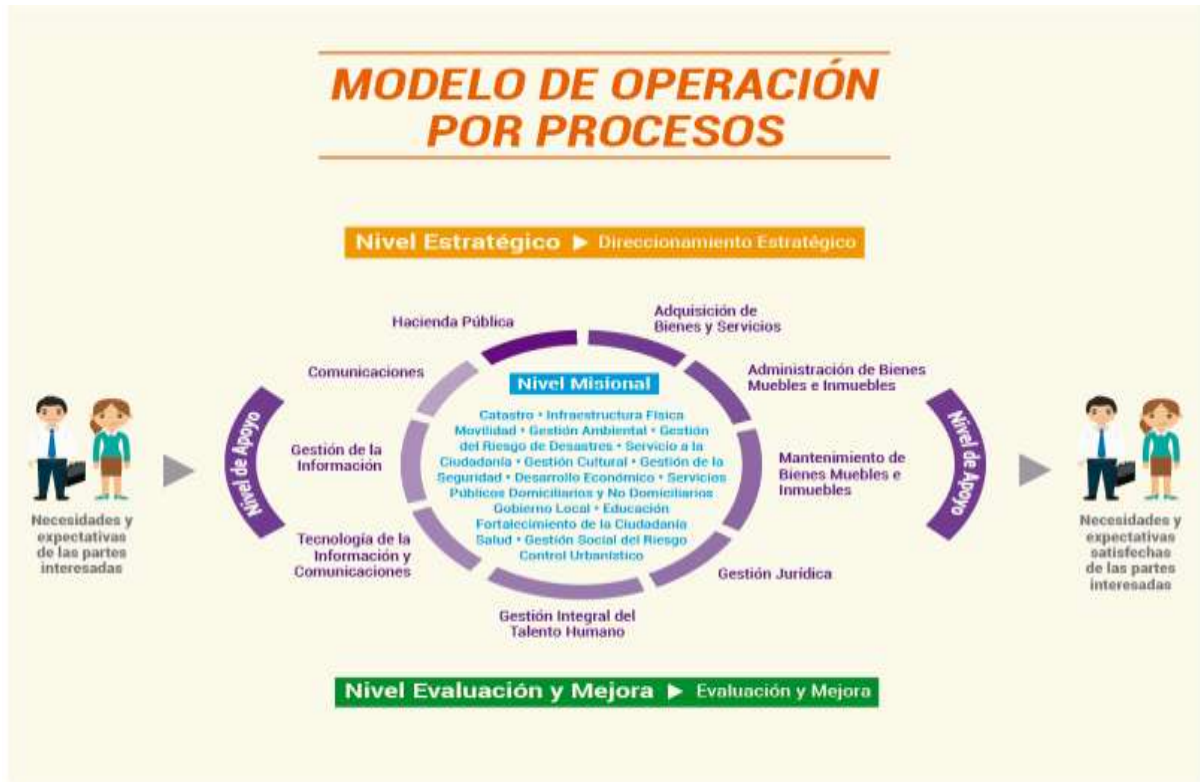 MODELO DE OPERACIÓN
POR PROCESOS
Nivel Estratégico ▶ Direccionamiento Estratégico
Hacienda Pública
Adquisición de
Bienes y Servicios
Comunicaciones
Administración de Bienes
Muebles e Inmuebles
Nivel de Apoyo
Gestión de la
Información
Nivel Misional
Catastro • Infraestructura Física
Movilidad • Gestión Ambiental • Gestión
del Riesgo de Desastres • Servicio a la
Ciudadanía • Gestión Cultural • Gestión de la
Seguridad • Desarrollo Económico • Servicios
Públicos Domiciliarios y No Domiciliarios
Gobierno Local • Educación
Fortalecimiento de la Ciudadanía
Salud • Gestión Social del Riesgo
Control Urbanístico
Mantenimiento de
Bienes Muebles e
Inmuebles
Nivel de Apoyo
Necesidades y
expectativas
de las partes
interesadas
Tecnología de la
Información y
Comunicaciones
Gestión Jurídica
Necesidades y
expectativas
satisfechas
de las partes
interesadas
Gestión Integral del
Talento Humano
Nivel Evaluación y Mejora ▶ Evaluación y Mejora